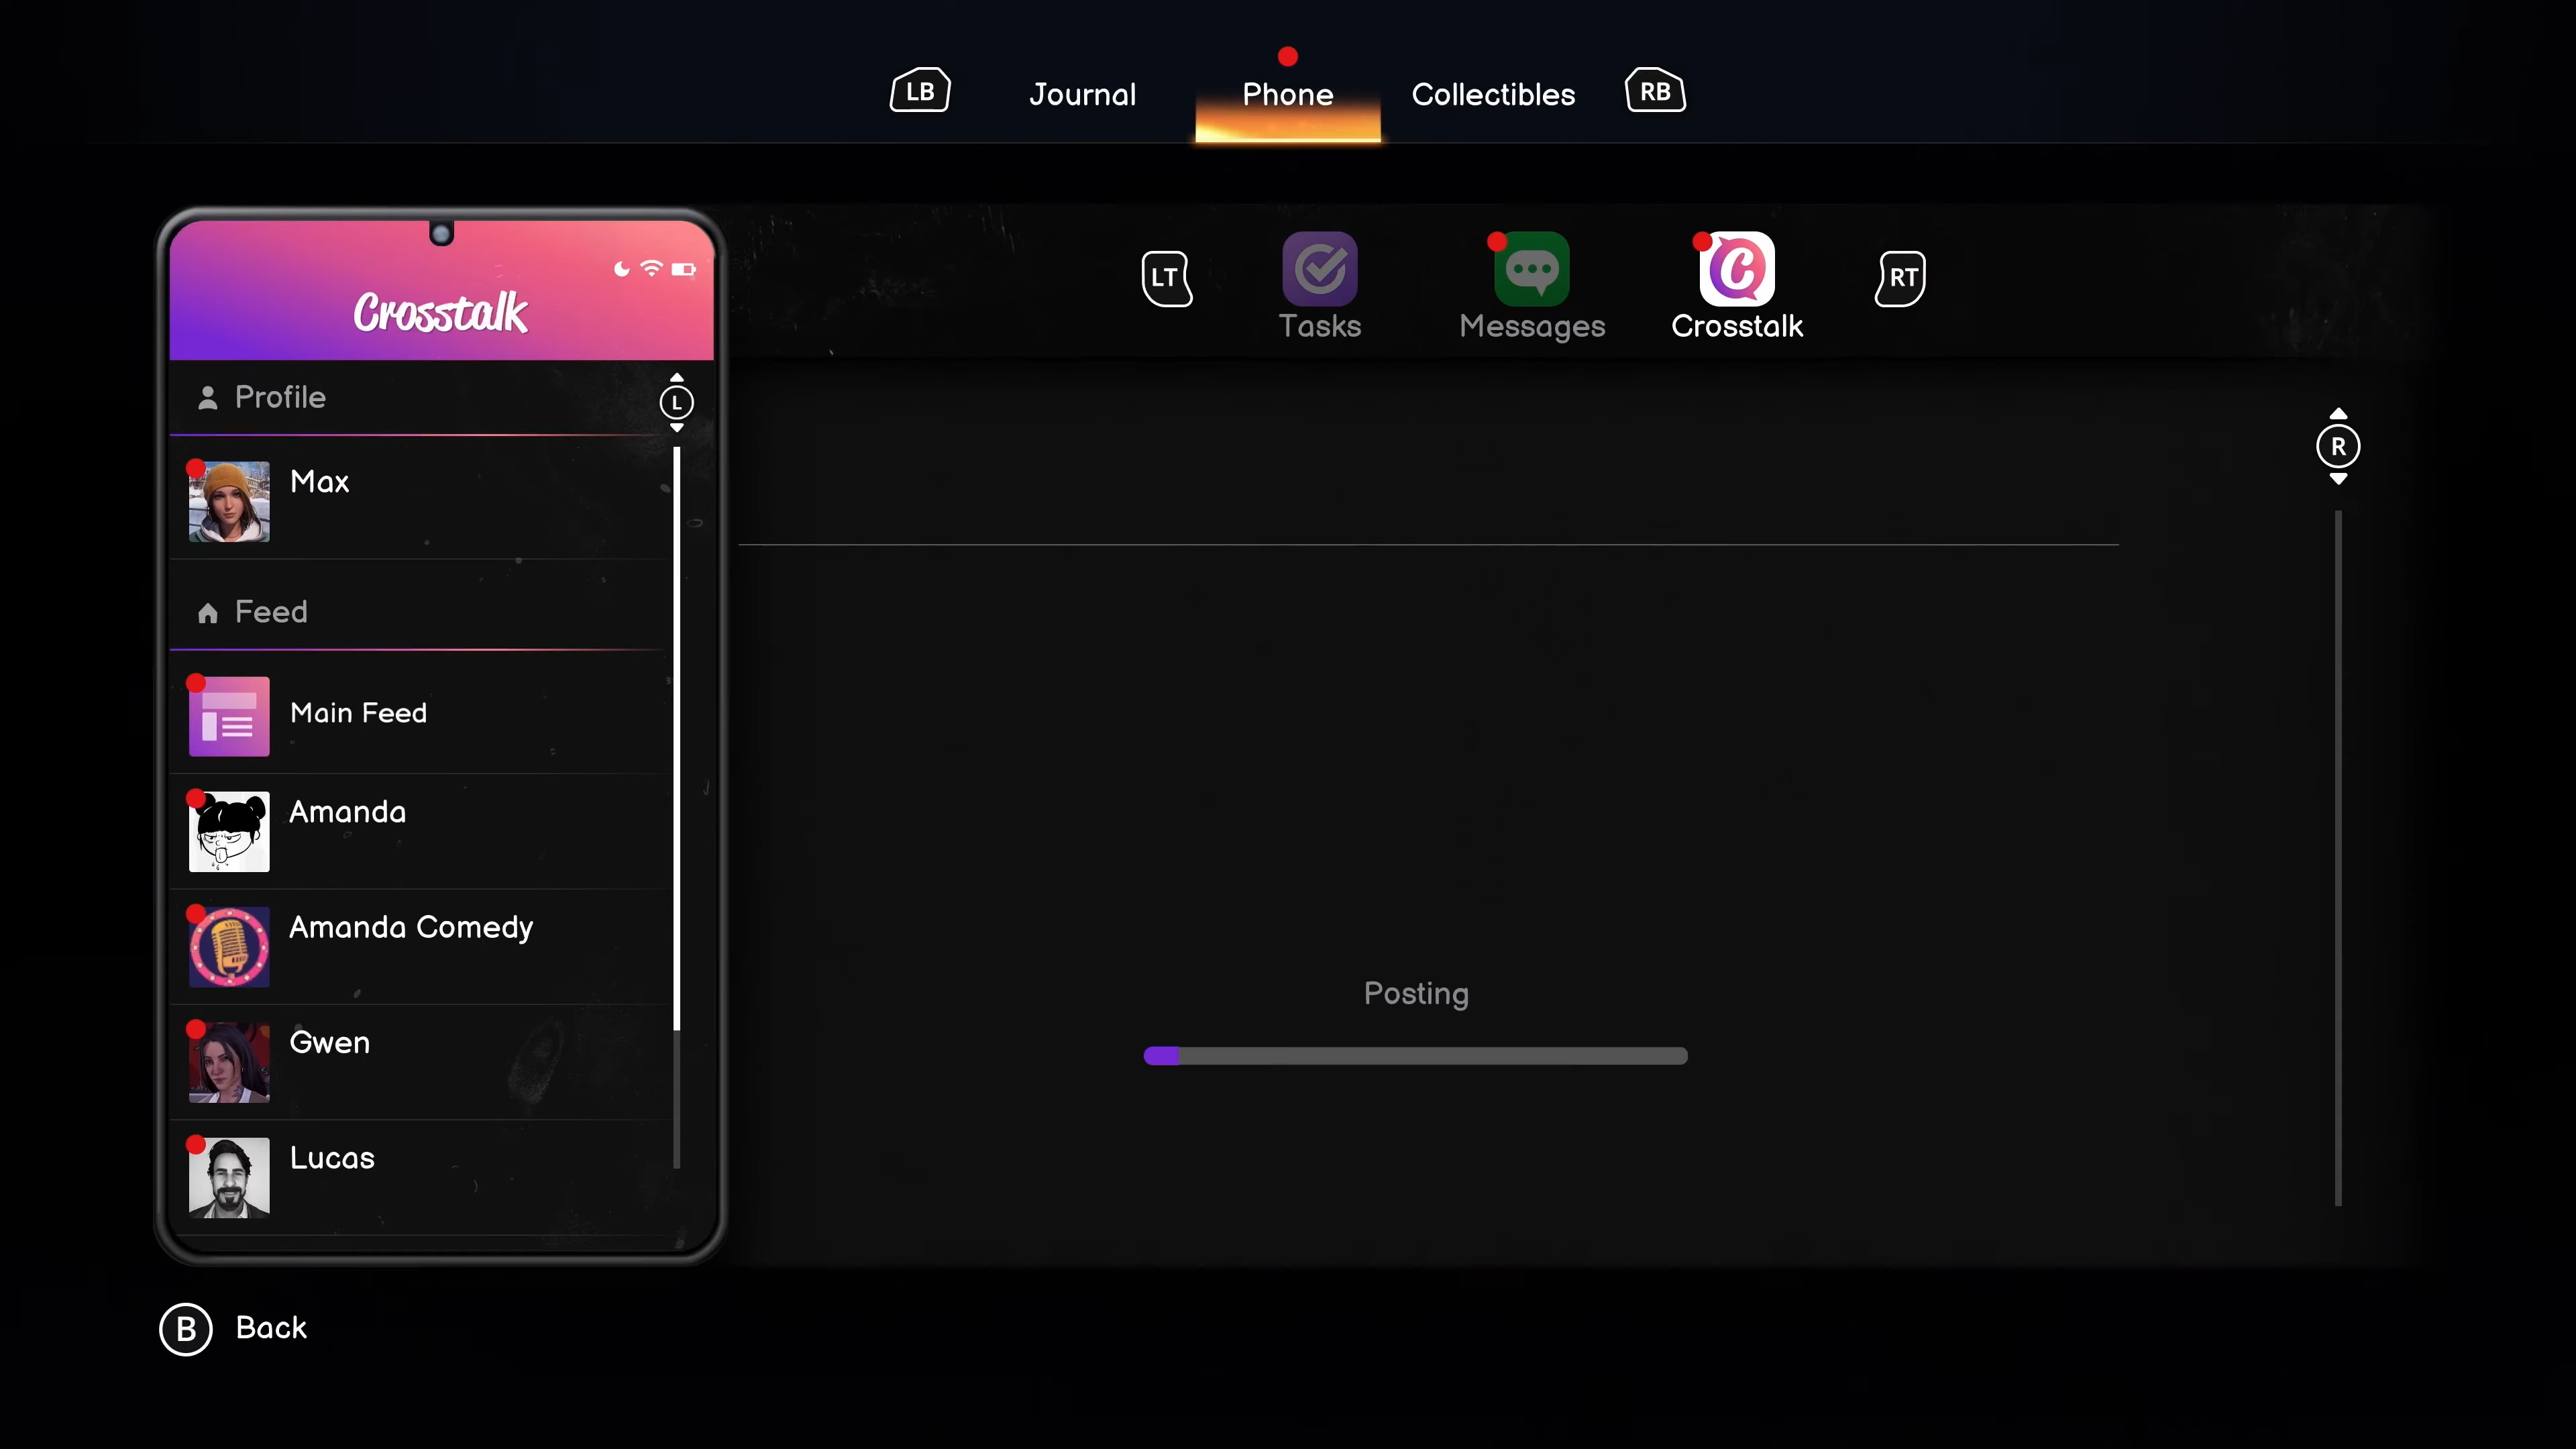 LB
Journal
Phone
Collectibles
RB
Crosstalk
LT
Tasks
Messages
C
Crosstalk
RT
Profile
L
R
Max
Feed
Main Feed
Amanda
Amanda Comedy
Gwen
Lucas
Posting
B
Back